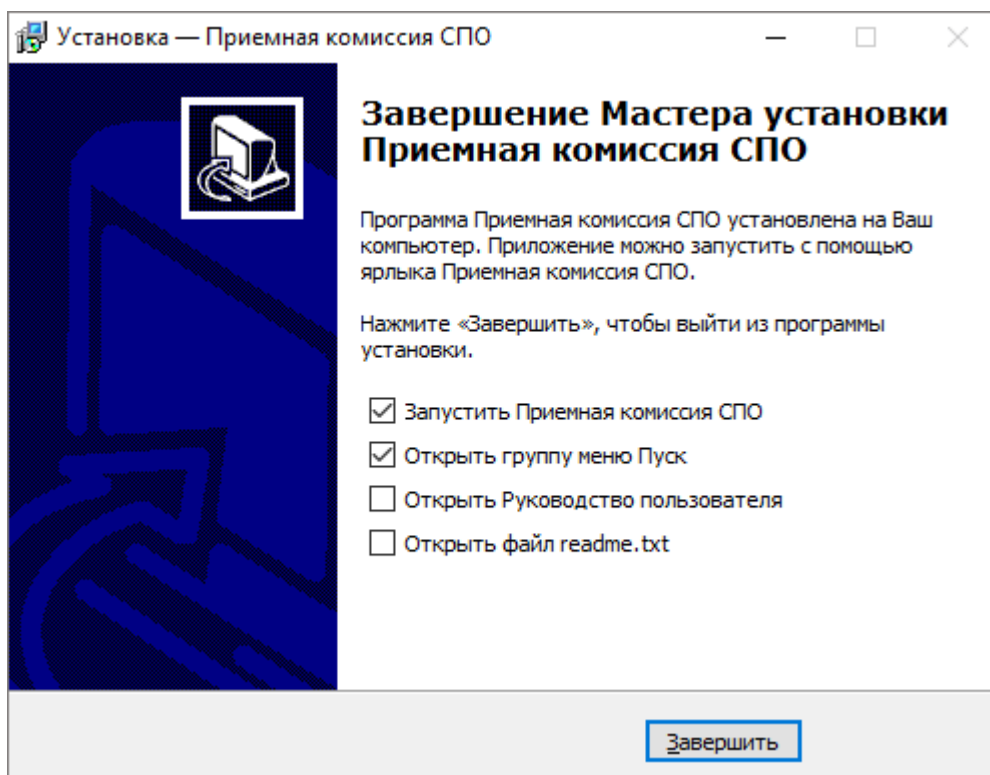 Установка — Приемная комиссия СПО
Завершение Мастера установки
Приемная комиссия СПО
Программа Приемная комиссия СПО установлена на Ваш
компьютер. Приложение можно запустить с помощью
ярлыка Приемная комиссия СПО.
Нажмите «Завершить», чтобы выйти из программы
установки.
Запустить Приемная комиссия СПО
Открыть группу меню Пуск
Открыть Руководство пользователя
Открыть файл readme.txt
Завершить